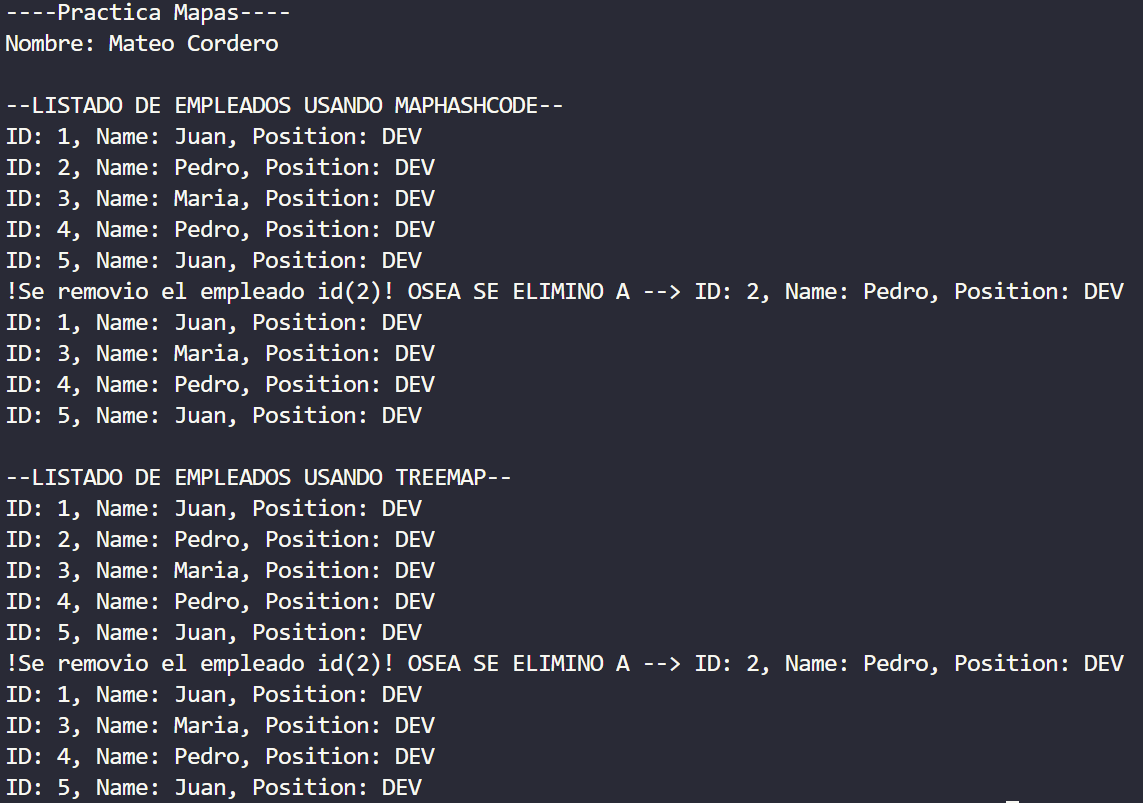 ----Practica Mapas----
Nombre: Mateo Cordero
--LISTADO DE EMPLEADOS USANDO MAPHASHCODE--
ID: 1, Name: Juan, Position: DEV
ID: 2, Name: Pedro, Position: DEV
ID: 3, Name: Maria, Position: DEV
ID: 4, Name: Pedro, Position: DEV
ID: 5, Name: Juan, Position: DEV
!Se removio el empleado id(2)! OSEA SE ELIMINO A --> ID: 2, Name: Pedro, Position: DEV
ID: 1, Name: Juan, Position: DEV
ID: 3, Name: Maria, Position: DEV
ID: 4, Name: Pedro, Position: DEV
ID: 5, Name: Juan, Position: DEV
--LISTADO DE EMPLEADOS USANDO TREEMAP--
ID: 1, Name: Juan, Position: DEV
ID: 2, Name: Pedro, Position: DEV
ID: 3, Name: Maria, Position: DEV
ID: 4, Name: Pedro, Position: DEV
ID: 5, Name: Juan, Position: DEV
!Se removio el empleado id(2)! OSEA SE ELIMINO A --> ID: 2, Name: Pedro, Position: DEV
ID: 1, Name: Juan, Position: DEV
ID: 3, Name: Maria, Position: DEV
ID: 4, Name: Pedro, Position: DEV
ID: 5, Name: Juan, Position: DEV